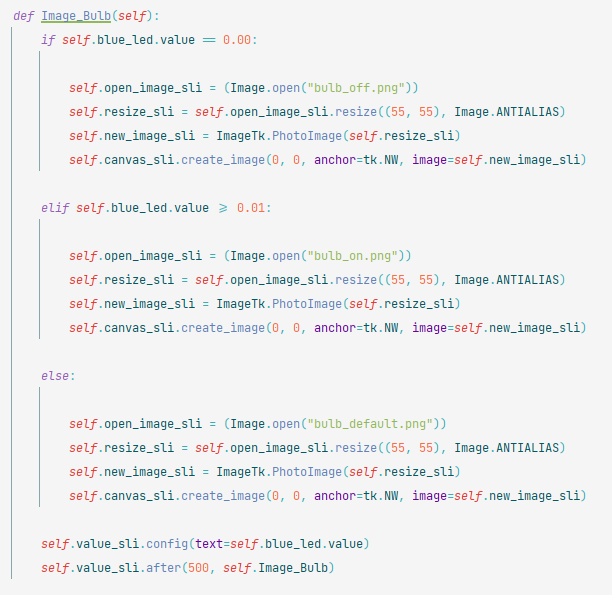 def Image_Bulb(self):
    if self.blue_led.value == 0.00:
        self.open_image_sli = (Image.open("bulb_off.png"))
        self.resize_sli = self.open_image_sli.resize((55, 55), Image.ANTIALIAS)
        self.new_image_sli = ImageTk.PhotoImage(self.resize_sli)
        self.canvas_sli.create_image(0, 0, anchor=tk.NW, image=self.new_image_sli)
    elif self.blue_led.value >= 0.01:
        self.open_image_sli = (Image.open("bulb_on.png"))
        self.resize_sli = self.open_image_sli.resize((55, 55), Image.ANTIALIAS)
        self.new_image_sli = ImageTk.PhotoImage(self.resize_sli)
        self.canvas_sli.create_image(0, 0, anchor=tk.NW, image=self.new_image_sli)
    else:
        self.open_image_sli = (Image.open("bulb_default.png"))
        self.resize_sli = self.open_image_sli.resize((55, 55), Image.ANTIALIAS)
        self.new_image_sli = ImageTk.PhotoImage(self.resize_sli)
        self.canvas_sli.create_image(0, 0, anchor=tk.NW, image=self.new_image_sli)
    self.value_sli.config(text=self.blue_led.value)
    self.value_sli.after(500, self.Image_Bulb)